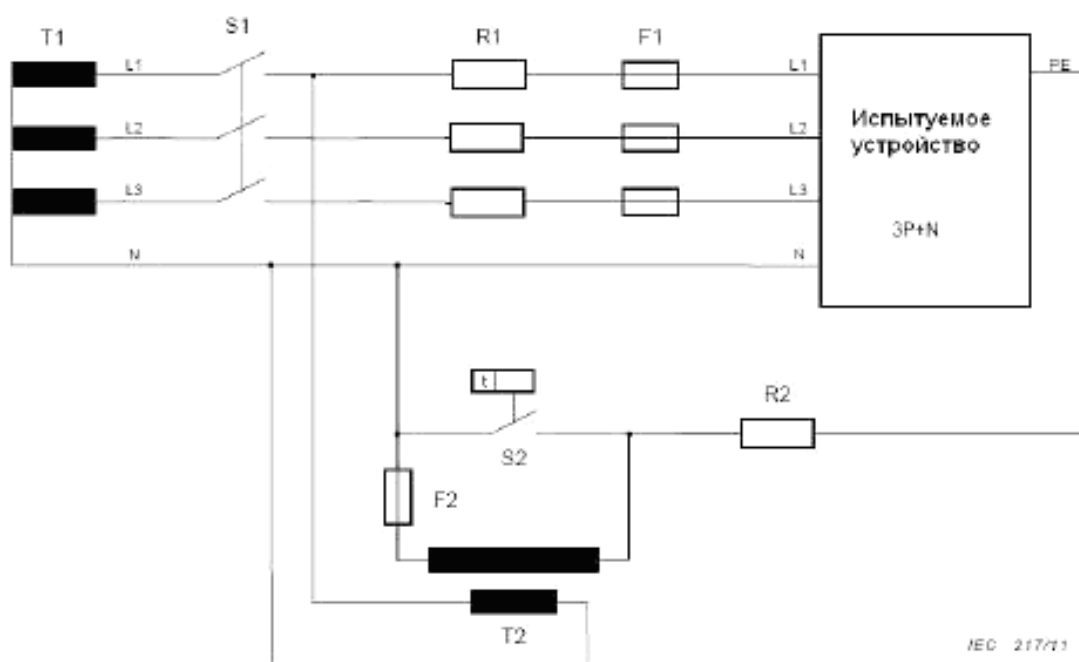 T1
S1
R1
F1
L1
L1
PE
L2
L2
Испытуемое
устройство
L3
L3
3P+N
N
N
t
R2
S2
F2
T2
IEC 217/11